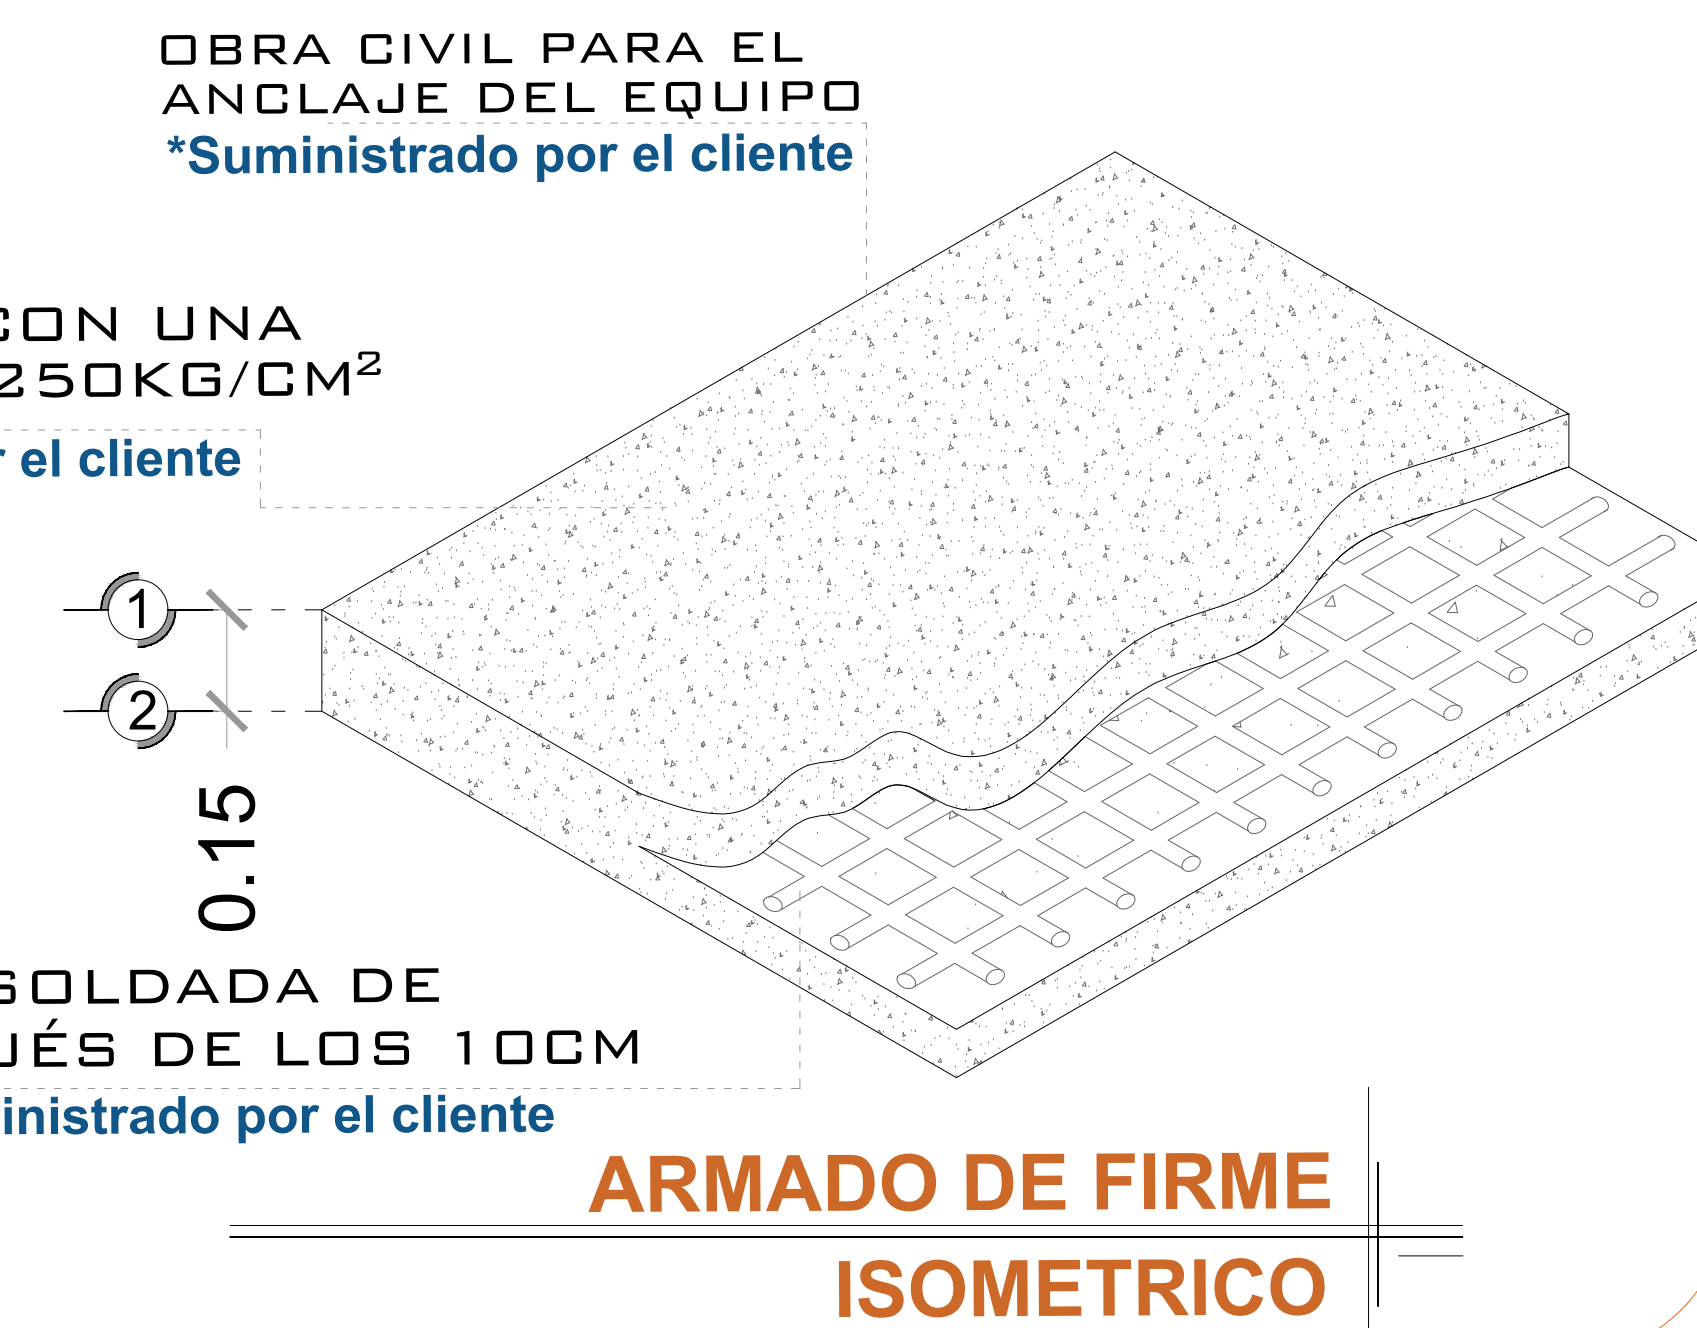 OBRA CIVIL PARA EL
ANCLAJE DEL EQUIPO
*Suministrado por el cliente
CON UNA
250KG/CM²
el cliente
1
2
0.15
SOLDADA DE
UÉS DE LOS 10CM
inistrado por el cliente
ARMADO DE FIRME
ISOMETRICO